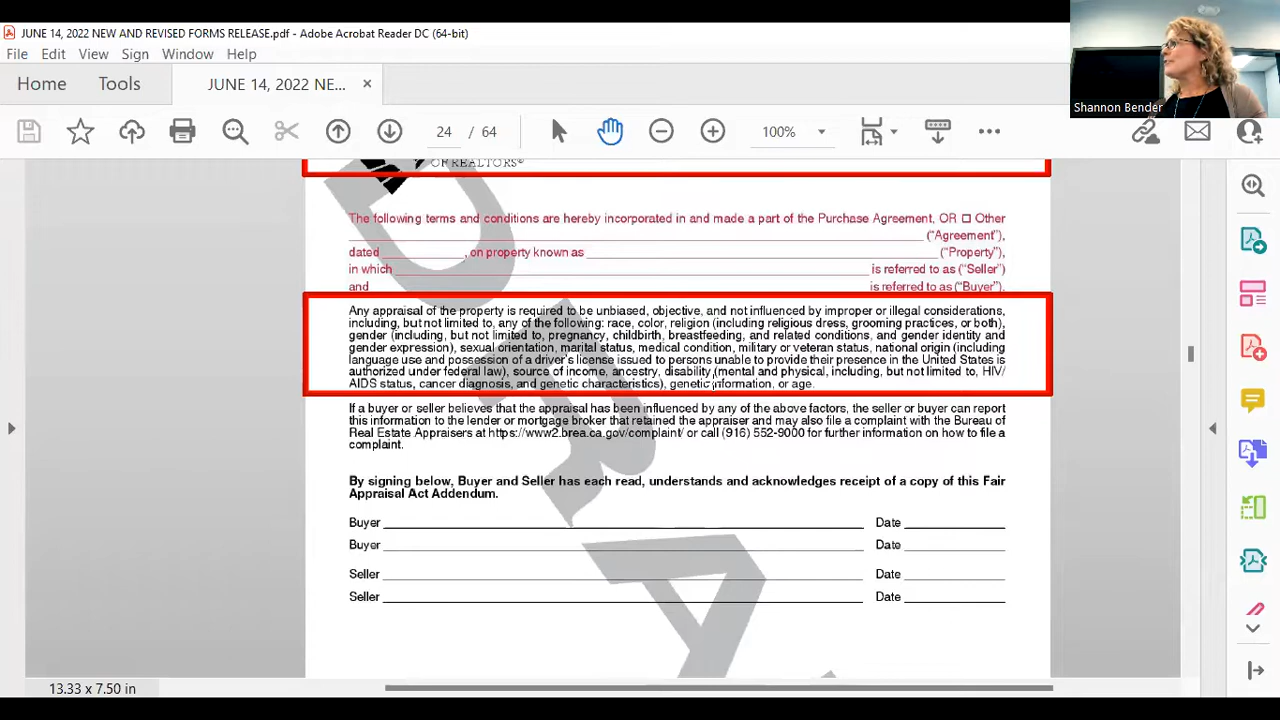 JUNE 14, 2022 NEW AND REVISED FORMS RELEASE.pdf - Adobe Acrobat Reader DC (64-bit)
File Edit View Sign Window Help
Home Tools JUNE 14, 2022 NE... ×
24 / 64 100%
Shannon Bender
OF REALTORS®
The following terms and conditions are hereby incorporated in and made a part of the Purchase Agreement, OR ☐ Other
("Agreement"),
dated , on property known as ("Property"),
in which is referred to as ("Seller")
and is referred to as ("Buyer").
Any appraisal of the property is required to be unbiased, objective, and not influenced by improper or illegal considerations,
including, but not limited to, any of the following: race, color, religion (including religious dress, grooming practices, or both),
gender (including, but not limited to, pregnancy, childbirth, breastfeeding, and related conditions, and gender identity and
gender expression), sexual orientation, marital status, medical condition, military or veteran status, national origin (including
language use and possession of a driver's license issued to persons unable to provide their presence in the United States is
authorized under federal law), source of income, ancestry, disability (mental and physical, including, but not limited to, HIV/
AIDS status, cancer diagnosis, and genetic characteristics), genetic information, or age.
If a buyer or seller believes that the appraisal has been influenced by any of the above factors, the seller or buyer can report
this information to the lender or mortgage broker that retained the appraiser and may also file a complaint with the Bureau of
Real Estate Appraisers at https://www2.brea.ca.gov/complaint/ or call (916) 552-9000 for further information on how to file a
complaint.
By signing below, Buyer and Seller has each read, understands and acknowledges receipt of a copy of this Fair
Appraisal Act Addendum.
Buyer Date
Buyer Date
Seller Date
Seller Date
13.33 x 7.50 in